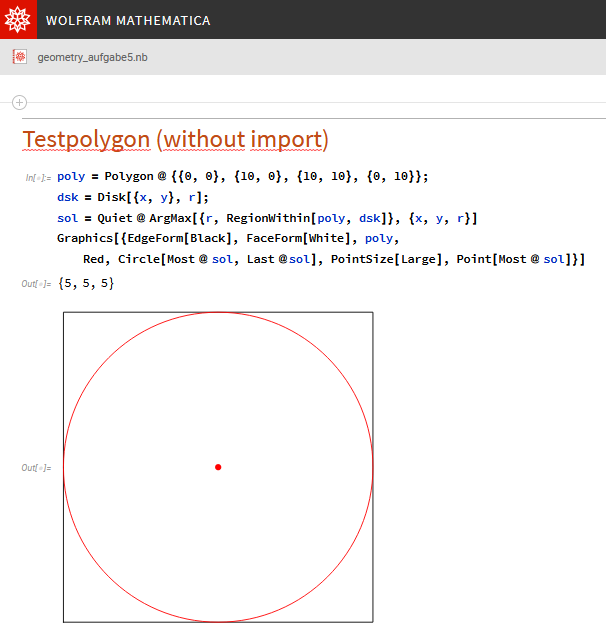 WOLFRAM MATHEMATICA
geometry_aufgabe5.nb
Testpolygon (without import)
In[◦]:= poly = Polygon@{{0, 0}, {10, 0}, {10, 10}, {0, 10}};
dsk = Disk[{x, y}, r];
sol = Quiet@ArgMax[{r, RegionWithin[poly, dsk]}, {x, y, r}]
Graphics[{EdgeForm[Black], FaceForm[White], poly,
Red, Circle[Most@sol, Last@sol], PointSize[Large], Point[Most@sol]}]
Out[◦]= {5, 5, 5}
Out[◦]=